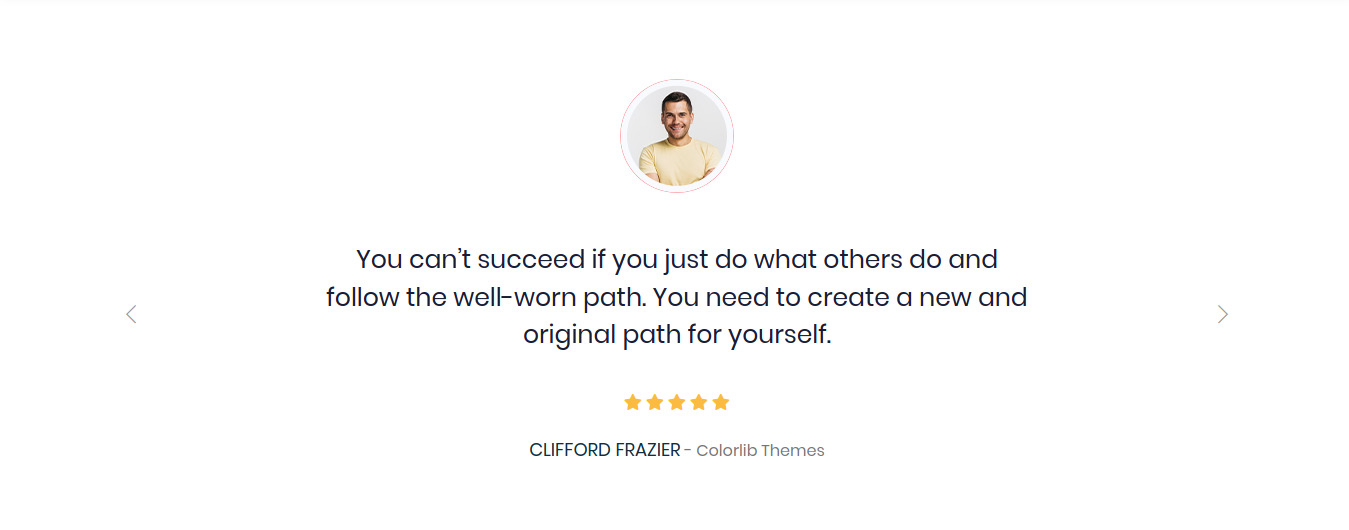 You can’t succeed if you just do what others do and
follow the well-worn path. You need to create a new and
original path for yourself.
CLIFFORD FRAZIER - Colorlib Themes